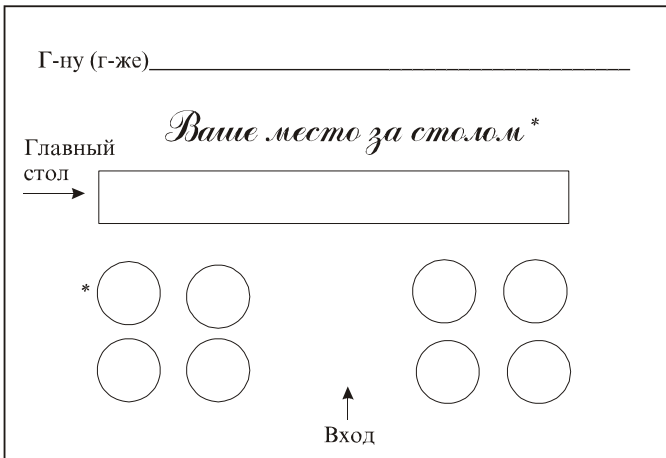 Г-ну (г-же)
Ваше место за столом*
Главный
стол
*
Вход